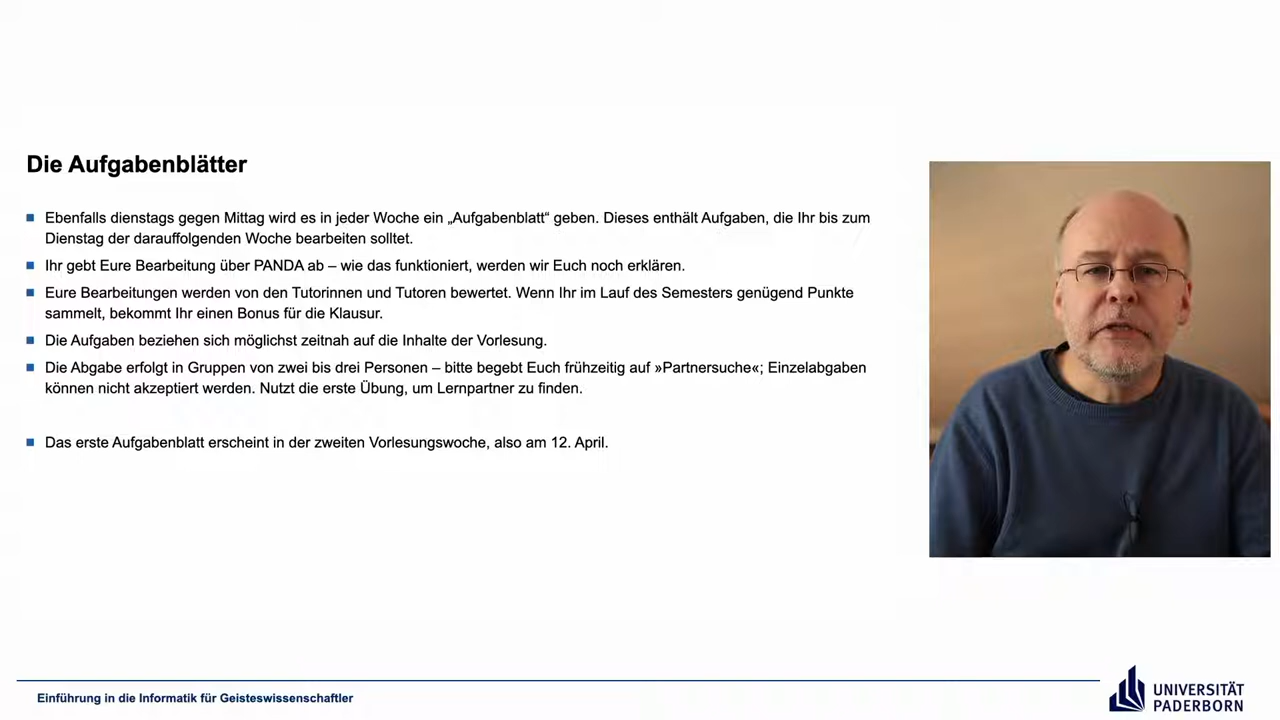 Die Aufgabenblätter
Ebenfalls dienstags gegen Mittag wird es in jeder Woche ein „Aufgabenblatt“ geben. Dieses enthält Aufgaben, die Ihr bis zum
Dienstag der darauffolgenden Woche bearbeiten solltet.
Ihr gebt Eure Bearbeitung über PANDA ab – wie das funktioniert, werden wir Euch noch erklären.
Eure Bearbeitungen werden von den Tutorinnen und Tutoren bewertet. Wenn Ihr im Lauf des Semesters genügend Punkte
sammelt, bekommt Ihr einen Bonus für die Klausur.
Die Aufgaben beziehen sich möglichst zeitnah auf die Inhalte der Vorlesung.
Die Abgabe erfolgt in Gruppen von zwei bis drei Personen – bitte begebt Euch frühzeitig auf »Partnersuche«; Einzelabgaben
können nicht akzeptiert werden. Nutzt die erste Übung, um Lernpartner zu finden.
Das erste Aufgabenblatt erscheint in der zweiten Vorlesungswoche, also am 12. April.
Einführung in die Informatik für Geisteswissenschaftler
UNIVERSITÄT
PADERBORN